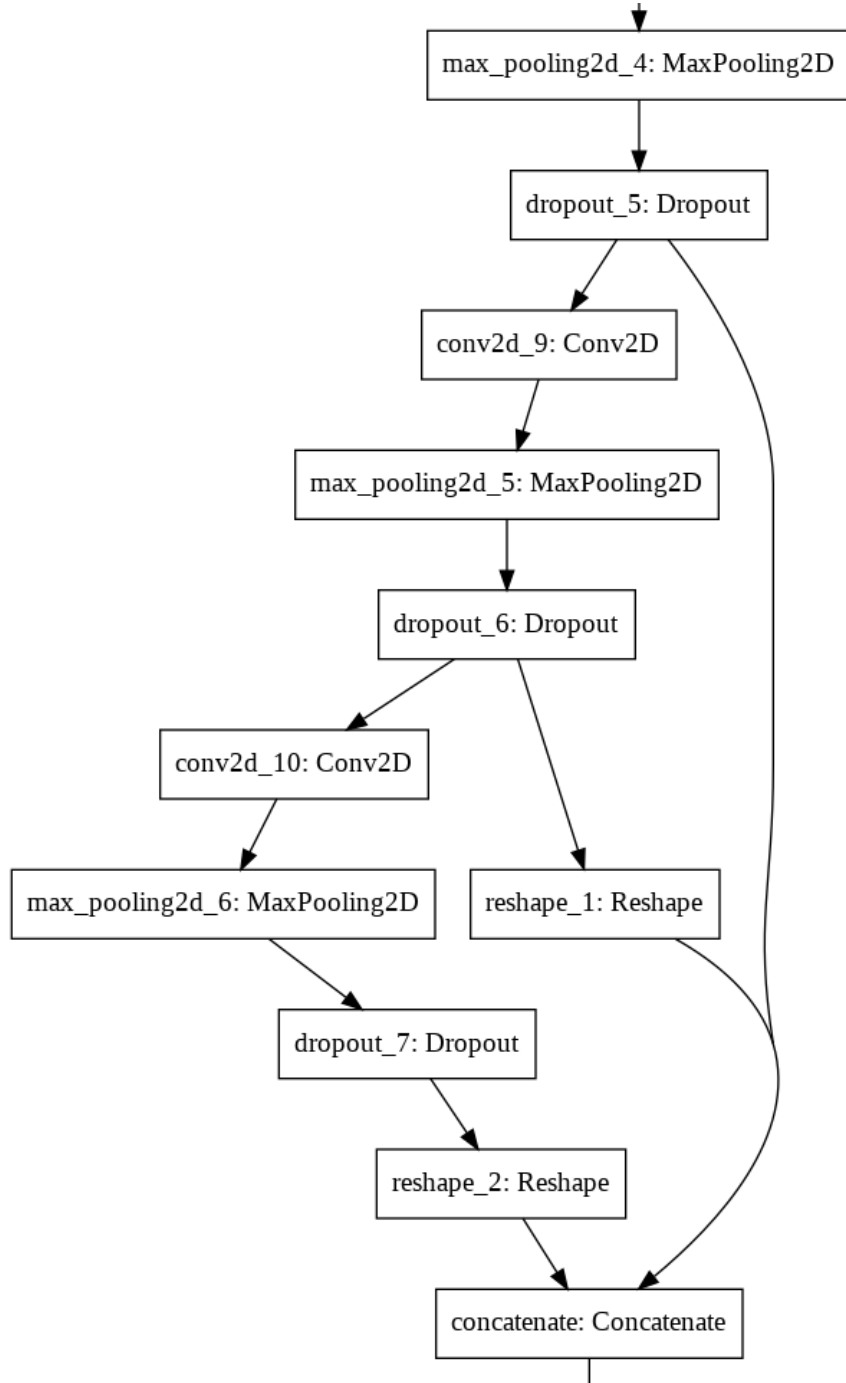 max_pooling2d_4: MaxPooling2D
dropout_5: Dropout
conv2d_9: Conv2D
max_pooling2d_5: MaxPooling2D
dropout_6: Dropout
conv2d_10: Conv2D
max_pooling2d_6: MaxPooling2D
reshape_1: Reshape
dropout_7: Dropout
reshape_2: Reshape
concatenate: Concatenate